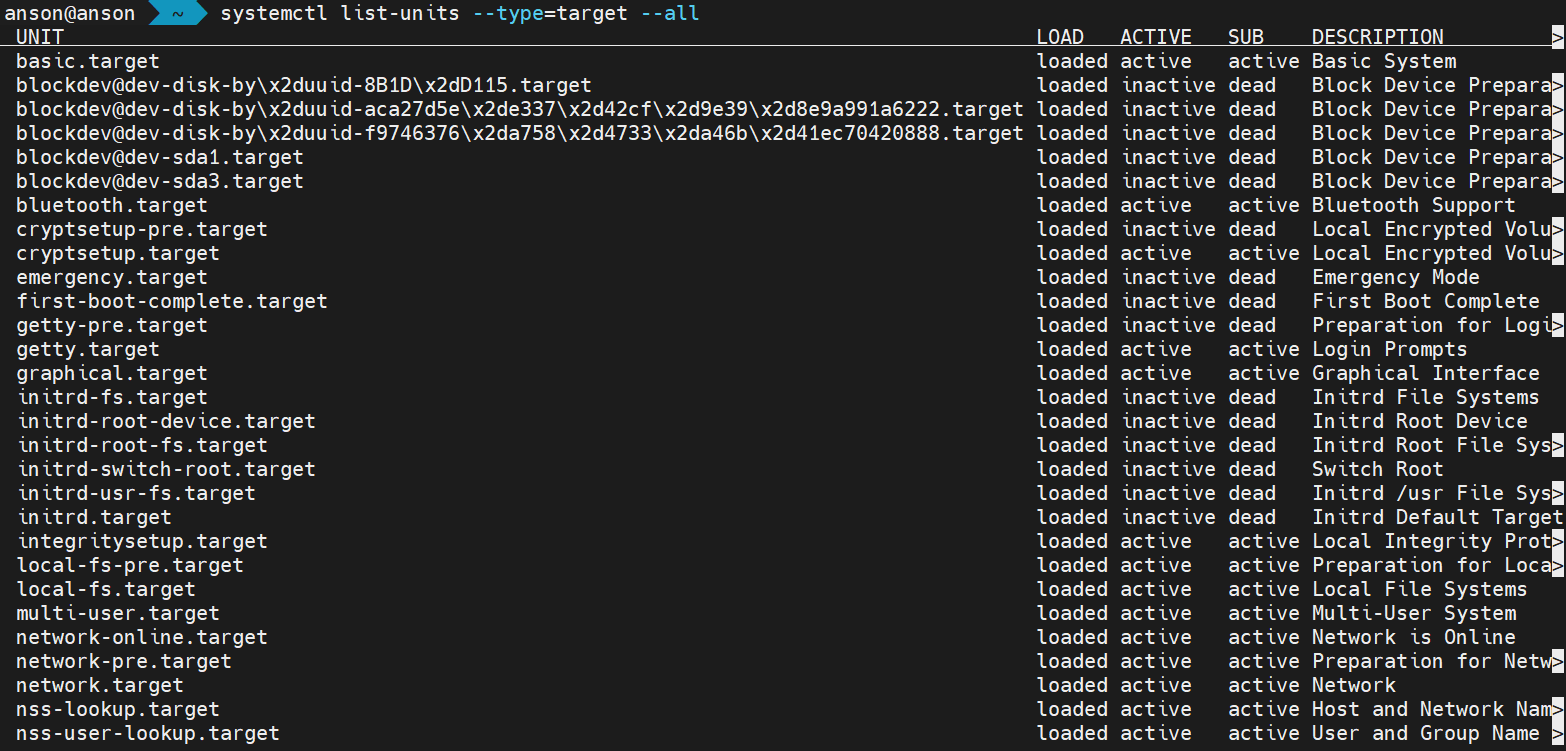 anson@anson ~ systemctl list-units --type=target --all
UNIT LOAD ACTIVE SUB DESCRIPTION >
basic.target loaded active active Basic System
blockdev@dev-disk-by\x2duuid-8B1D\x2dD115.target loaded inactive dead Block Device Prepara>
blockdev@dev-disk-by\x2duuid-aca27d5e\x2de337\x2d42cf\x2d9e39\x2d8e9a991a6222.target loaded inactive dead Block Device Prepara>
blockdev@dev-disk-by\x2duuid-f9746376\x2da758\x2d4733\x2da46b\x2d41ec70420888.target loaded inactive dead Block Device Prepara>
blockdev@dev-sda1.target loaded inactive dead Block Device Prepara>
blockdev@dev-sda3.target loaded inactive dead Block Device Prepara>
bluetooth.target loaded active active Bluetooth Support
cryptsetup-pre.target loaded inactive dead Local Encrypted Volu>
cryptsetup.target loaded active active Local Encrypted Volu>
emergency.target loaded inactive dead Emergency Mode
first-boot-complete.target loaded inactive dead First Boot Complete
getty-pre.target loaded inactive dead Preparation for Logi>
getty.target loaded active active Login Prompts
graphical.target loaded active active Graphical Interface
initrd-fs.target loaded inactive dead Initrd File Systems
initrd-root-device.target loaded inactive dead Initrd Root Device
initrd-root-fs.target loaded inactive dead Initrd Root File Sys>
initrd-switch-root.target loaded inactive dead Switch Root
initrd-usr-fs.target loaded inactive dead Initrd /usr File Sys>
initrd.target loaded inactive dead Initrd Default Target
integritysetup.target loaded active active Local Integrity Prot>
local-fs-pre.target loaded active active Preparation for Loca>
local-fs.target loaded active active Local File Systems
multi-user.target loaded active active Multi-User System
network-online.target loaded active active Network is Online
network-pre.target loaded active active Preparation for Netw>
network.target loaded active active Network
nss-lookup.target loaded active active Host and Network Nam>
nss-user-lookup.target loaded active active User and Group Name >